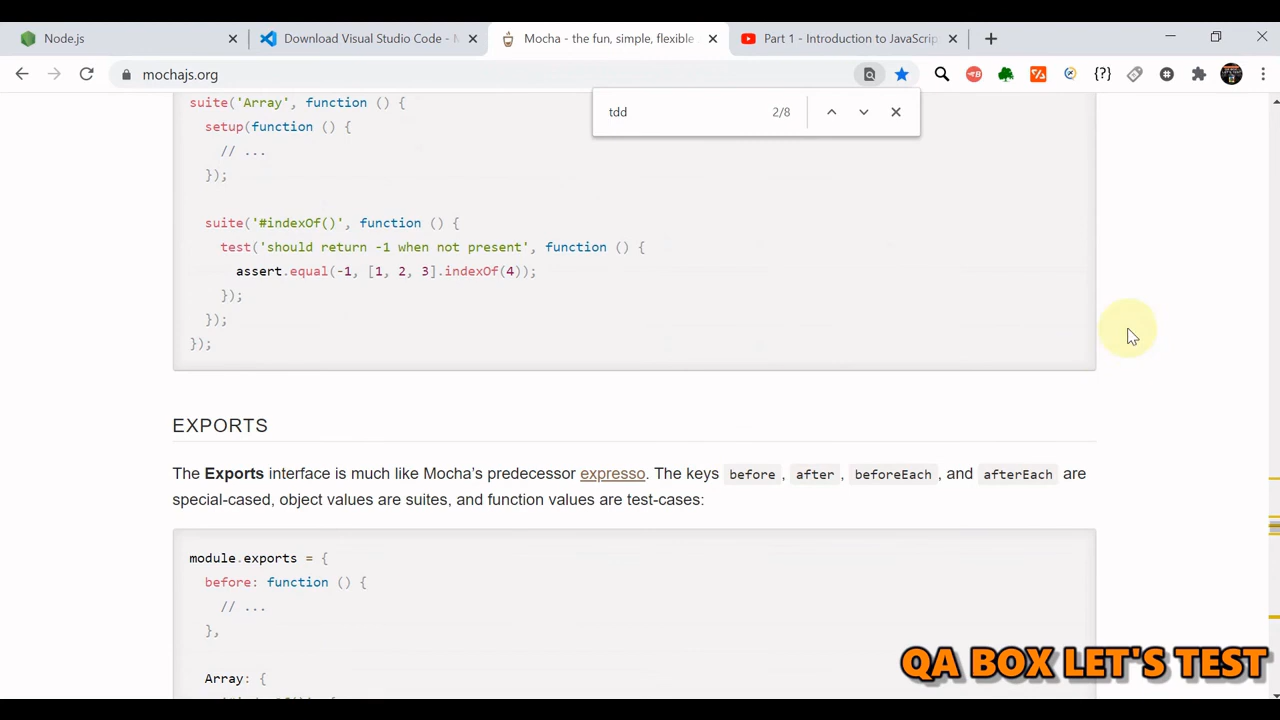 Node.js
Download Visual Studio Code - M
Mocha - the fun, simple, flexible
Part 1 - Introduction to JavaScrip
mochajs.org
tdd 2/8
suite('Array', function () {
setup(function () {
// ...
});
suite('#indexOf()', function () {
test('should return -1 when not present', function () {
assert.equal(-1, [1, 2, 3].indexOf(4));
});
});
});
EXPORTS
The Exports interface is much like Mocha’s predecessor expresso. The keys before, after, beforeEach, and afterEach are
special-cased, object values are suites, and function values are test-cases:
module.exports = {
before: function () {
// ...
},
Array: {
QA BOX LET'S TEST